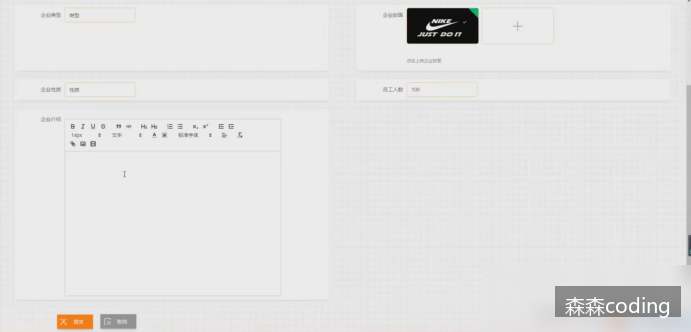 企业类型 类型
企业封面
NIKE
JUST DO IT
点击上传企业封面
企业性质 性质
员工人数 100
企业介绍
B I U S H₁ H₂ x₂ x²
14px 文本 A 标准字体
提交 取消
森森coding